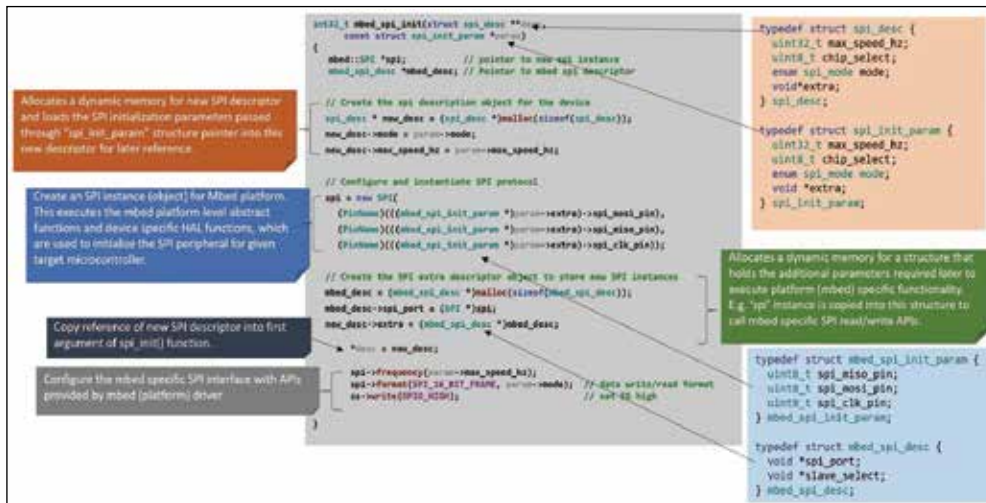 int32_t mbed_spi_init(struct spi_desc **desc,
const struct spi_init_param *param)
{
mbed::SPI *spi; // pointer to new spi instance
mbed_spi_desc *mbed_desc; // Pointer to mbed spi descriptor
// Create the spi description object for the device
spi_desc * new_desc = (spi_desc *)malloc(sizeof(spi_desc));
new_desc->mode = param->mode;
new_desc->max_speed_hz = param->max_speed_hz;
// Configure and instantiate SPI protocol
spi = new SPI(
(PinName)(((mbed_spi_init_param *)param->extra)->spi_mosi_pin),
(PinName)(((mbed_spi_init_param *)param->extra)->spi_miso_pin),
(PinName)(((mbed_spi_init_param *)param->extra)->spi_clk_pin));
// Create the SPI extra descriptor object to store new SPI instances
mbed_desc = (mbed_spi_desc *)malloc(sizeof(mbed_spi_desc));
mbed_desc->spi_port = (SPI *)spi;
new_desc->extra = (mbed_spi_desc *)mbed_desc;
*desc = new_desc;
spi->frequency(param->max_speed_hz);
spi->format(SPI_16_BIT_FRAME, param->mode); // data write/read format
ss->write(GPIO_HIGH); // set SS high
}
Allocates a dynamic memory for new SPI descriptor
and loads the SPI initialization parameters passed
through "spi_init_param" structure pointer into this
new descriptor for later reference.
Create an SPI instance (object) for Mbed platform.
This executes the mbed platform level abstract
functions and device specific HAL functions, which
are used to initialize the SPI peripheral for given
target microcontroller.
Copy reference of new SPI descriptor into first
argument of spi_init() function.
Configure the mbed specific SPI interface with APIs
provided by mbed (platform) driver
typedef struct spi_desc {
uint32_t max_speed_hz;
uint8_t chip_select;
enum spi_mode mode;
void*extra;
} spi_desc;
typedef struct spi_init_param {
uint32_t max_speed_hz;
uint8_t chip_select;
enum spi_mode mode;
void *extra;
} spi_init_param;
Allocates a dynamic memory for a structure that
holds the additional parameters required later to
execute platform (mbed) specific functionality.
E.g. "spi" instance is copied into this structure to
call mbed specific SPI read/write APIs.
typedef struct mbed_spi_init_param {
uint8_t spi_miso_pin;
uint8_t spi_mosi_pin;
uint8_t spi_clk_pin;
} mbed_spi_init_param;
typedef struct mbed_spi_desc {
void *spi_port;
void *slave_select;
} mbed_spi_desc;